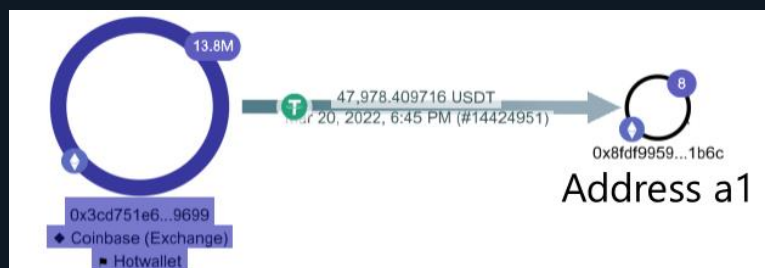 13.8M
47,978.409716 USDT
20, 2022, 6:45 PM (#14424951)
8
0x8fdf9959...1b6c
Address a1
0x3cd751e6...9699
Coinbase (Exchange)
Hotwallet